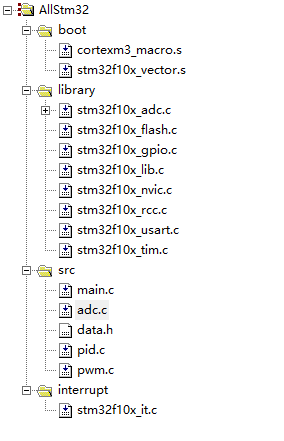 AllStm32
boot
cortexm3_macro.s
stm32f10x_vector.s
library
stm32f10x_adc.c
stm32f10x_flash.c
stm32f10x_gpio.c
stm32f10x_lib.c
stm32f10x_nvic.c
stm32f10x_rcc.c
stm32f10x_usart.c
stm32f10x_tim.c
src
main.c
adc.c
data.h
pid.c
pwm.c
interrupt
stm32f10x_it.c